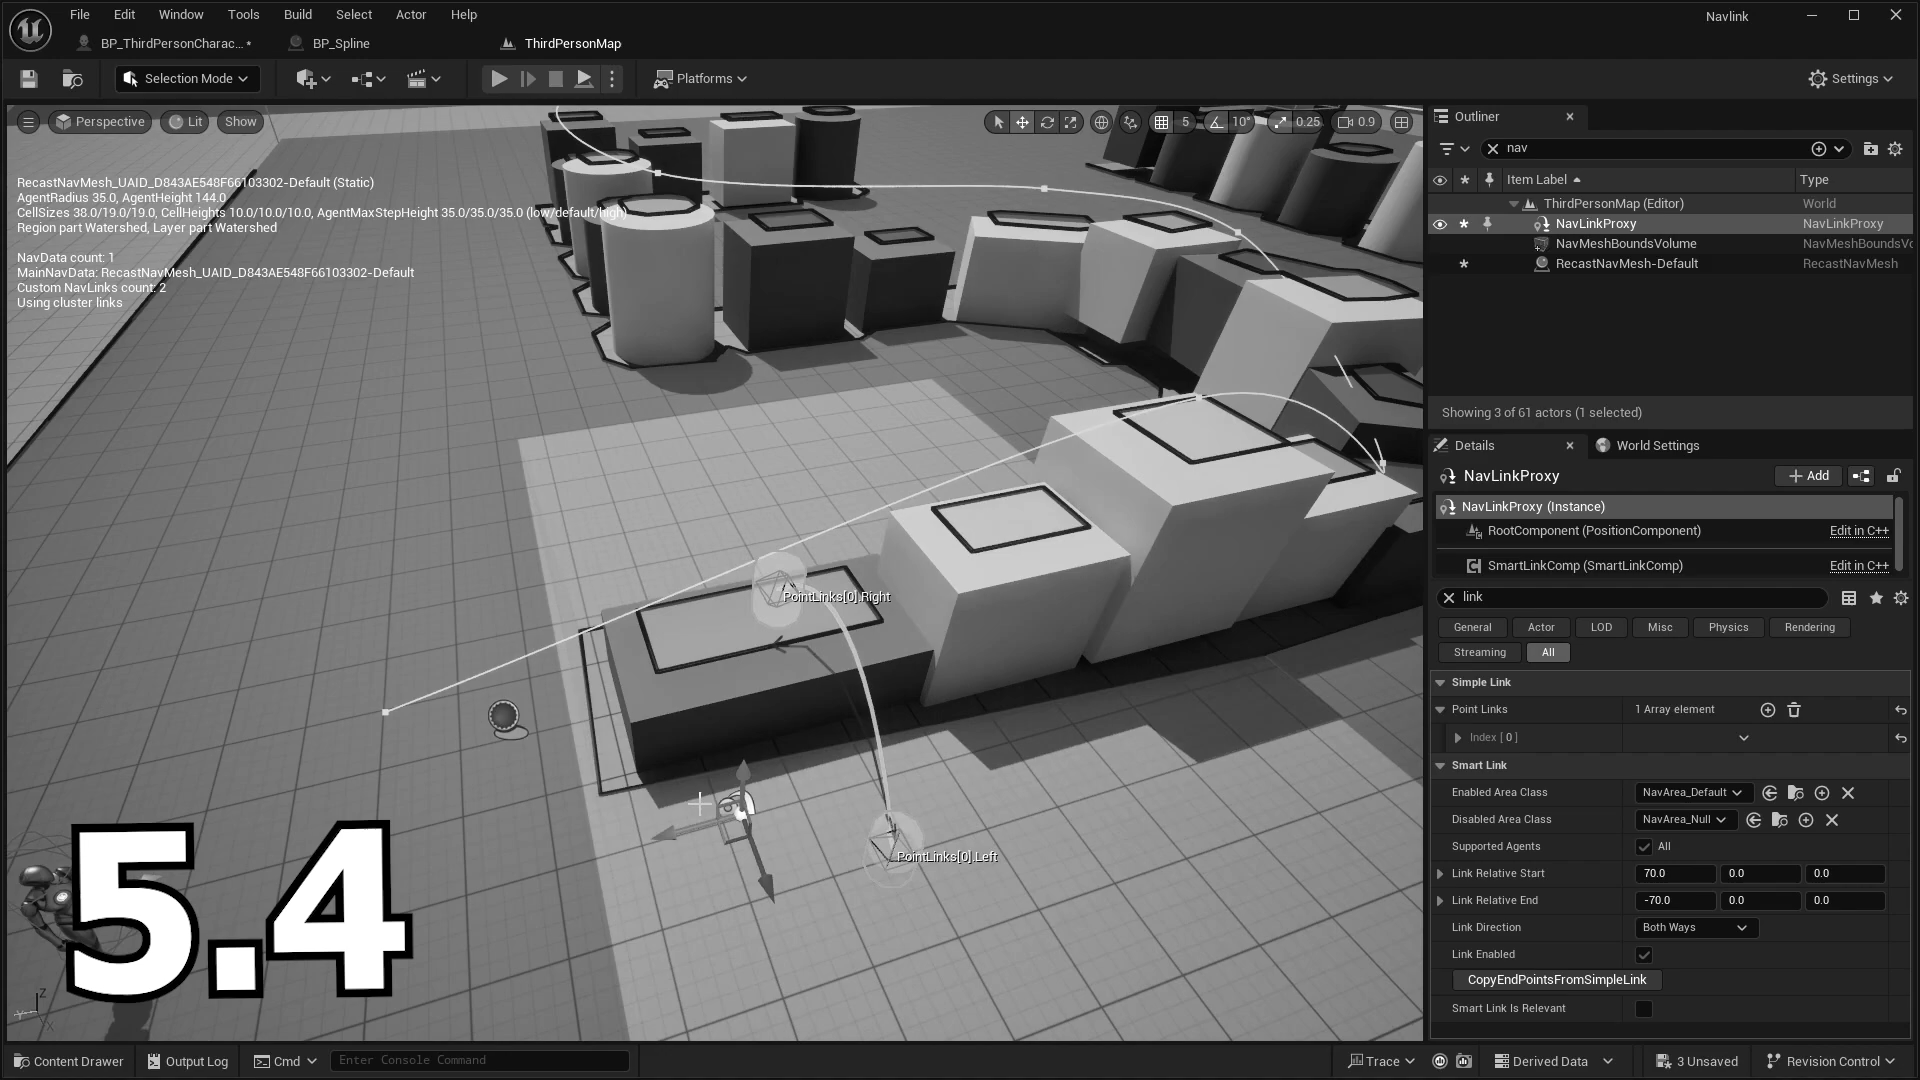 File Edit Window Tools Build Select Actor Help
Navlink
BP_ThirdPersonCharac... •
BP_Spline
ThirdPersonMap
Selection Mode
Platforms
Settings
Perspective Lit Show
5 10° 0.25 0.9
RecastNavMesh_UAID_D843AE548F66103302-Default (Static)
AgentRadius 35.0, AgentHeight 144.0
CellSizes 38.0/19.0/19.0, CellHeights 10.0/10.0/10.0, AgentMaxStepHeight 35.0/35.0/35.0 (low/default/high)
Region part Watershed, Layer part Watershed
NavData count: 1
MainNavData: RecastNavMesh_UAID_D843AE548F66103302-Default
Custom NavLinks count: 2
Using cluster links
PointLinks[0].Right
PointLinks[0].Left
5.4
Z
Y
X
Outliner
nav
Item Label Type
ThirdPersonMap (Editor) World
NavLinkProxy NavLinkProxy
NavMeshBoundsVolume NavMeshBoundsVo
RecastNavMesh-Default RecastNavMesh
Showing 3 of 61 actors (1 selected)
Details World Settings
NavLinkProxy Add
NavLinkProxy (Instance)
RootComponent (PositionComponent) Edit in C++
SmartLinkComp (SmartLinkComp) Edit in C++
link
General Actor LOD Misc Physics Rendering
Streaming All
Simple Link
Point Links 1 Array element
Index [ 0 ]
Smart Link
Enabled Area Class NavArea_Default
Disabled Area Class NavArea_Null
Supported Agents All
Link Relative Start 70.0 0.0 0.0
Link Relative End -70.0 0.0 0.0
Link Direction Both Ways
Link Enabled
CopyEndPointsFromSimpleLink
Smart Link Is Relevant
Content Drawer Output Log Cmd Enter Console Command
Trace Derived Data 3 Unsaved Revision Control